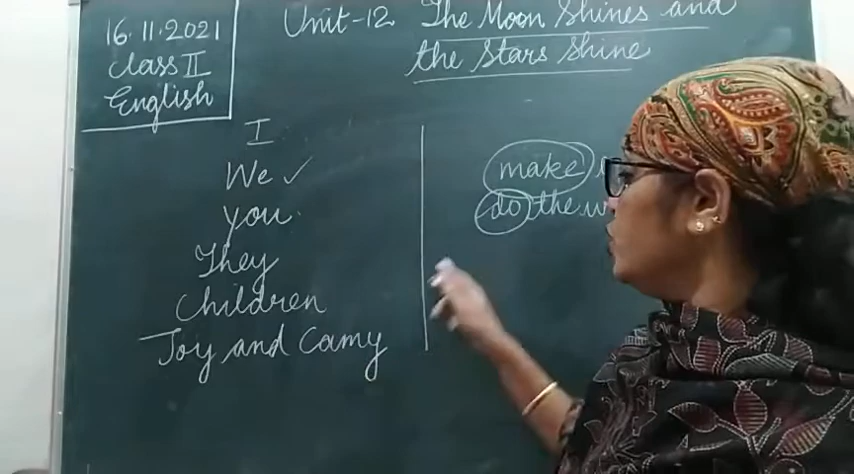 16.11.2021
Class II
English
Unit-12 The Moon Shines and
the Stars Shine
I
We ✓
you
They
Children
Joy and Camy
make
do the